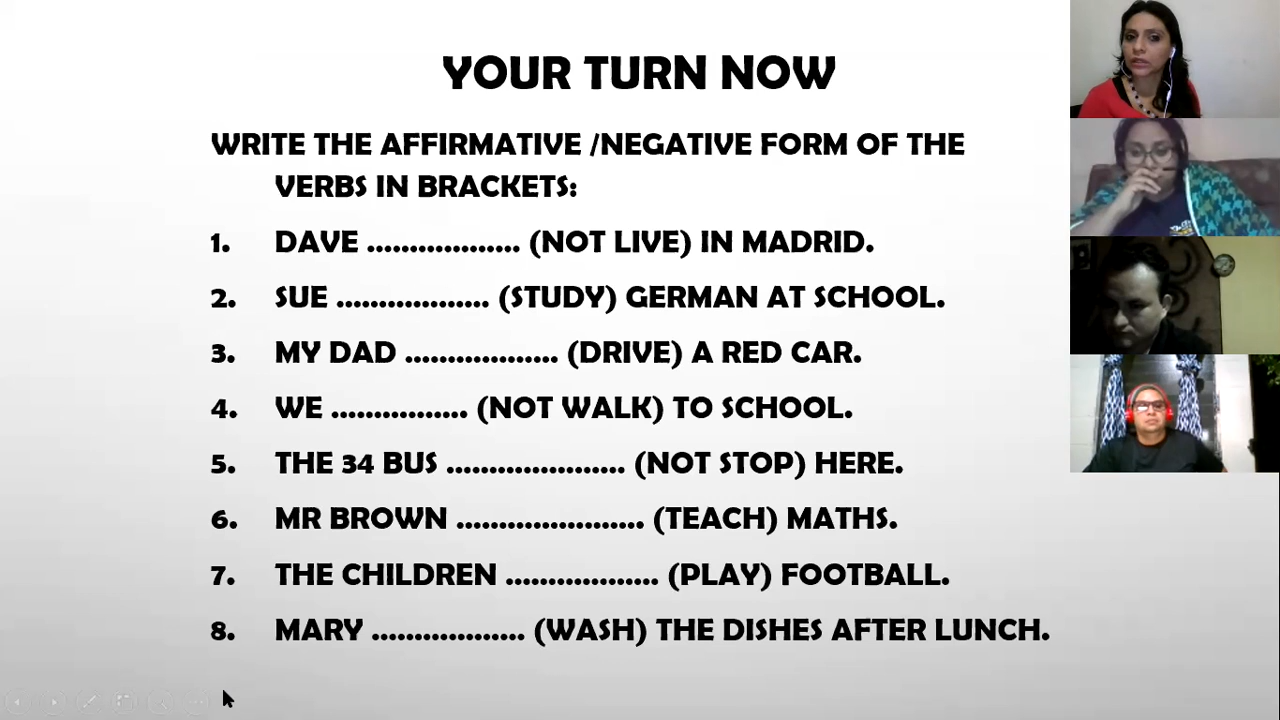 YOUR TURN NOW
WRITE THE AFFIRMATIVE /NEGATIVE FORM OF THE
VERBS IN BRACKETS:
1. DAVE .................. (NOT LIVE) IN MADRID.
2. SUE .................. (STUDY) GERMAN AT SCHOOL.
3. MY DAD .................. (DRIVE) A RED CAR.
4. WE ................ (NOT WALK) TO SCHOOL.
5. THE 34 BUS ..................... (NOT STOP) HERE.
6. MR BROWN ...................... (TEACH) MATHS.
7. THE CHILDREN .................. (PLAY) FOOTBALL.
8. MARY .................. (WASH) THE DISHES AFTER LUNCH.